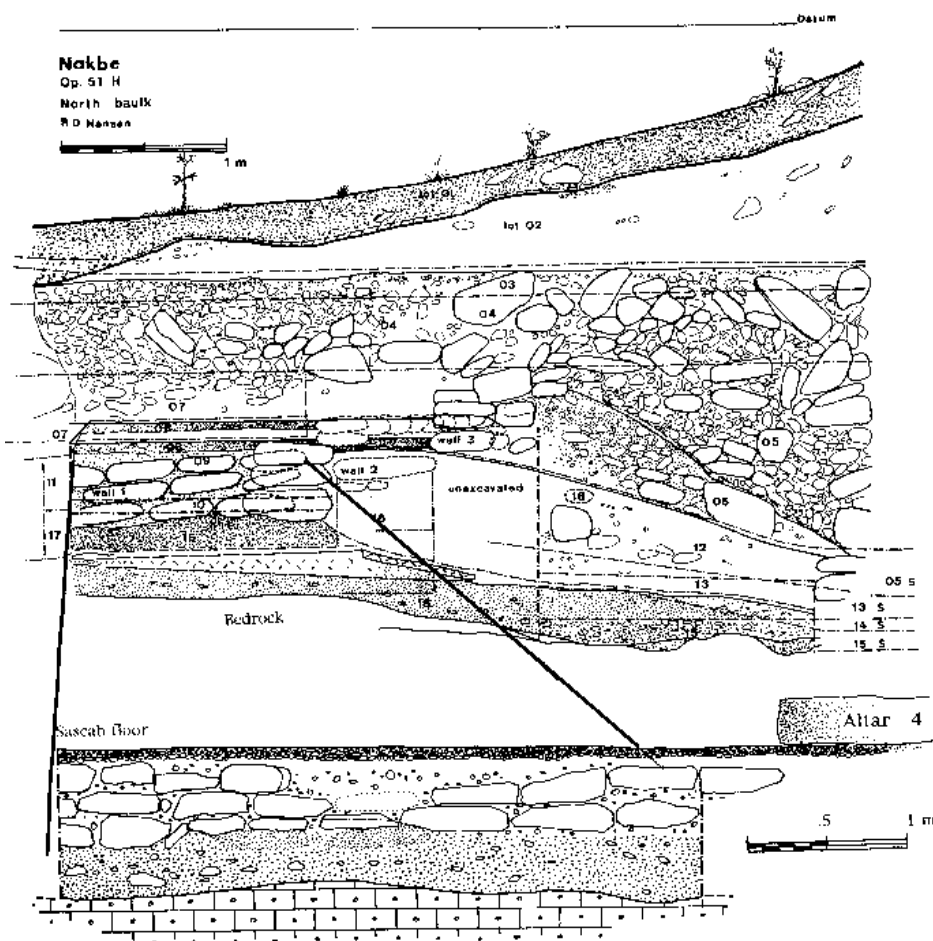 Datum
Nakbe
Op. 51 H
North baulk
R D Hansen
1 m
lot 01
lot 02
03
04
04
07
07
08
09
wall 3
05
11
wall 1
wall 2
unexcavated
18
05
17
12
13
05 S
13 S
14 S
15 S
Bedrock
Sascab floor
Altar 4
.5
1 m